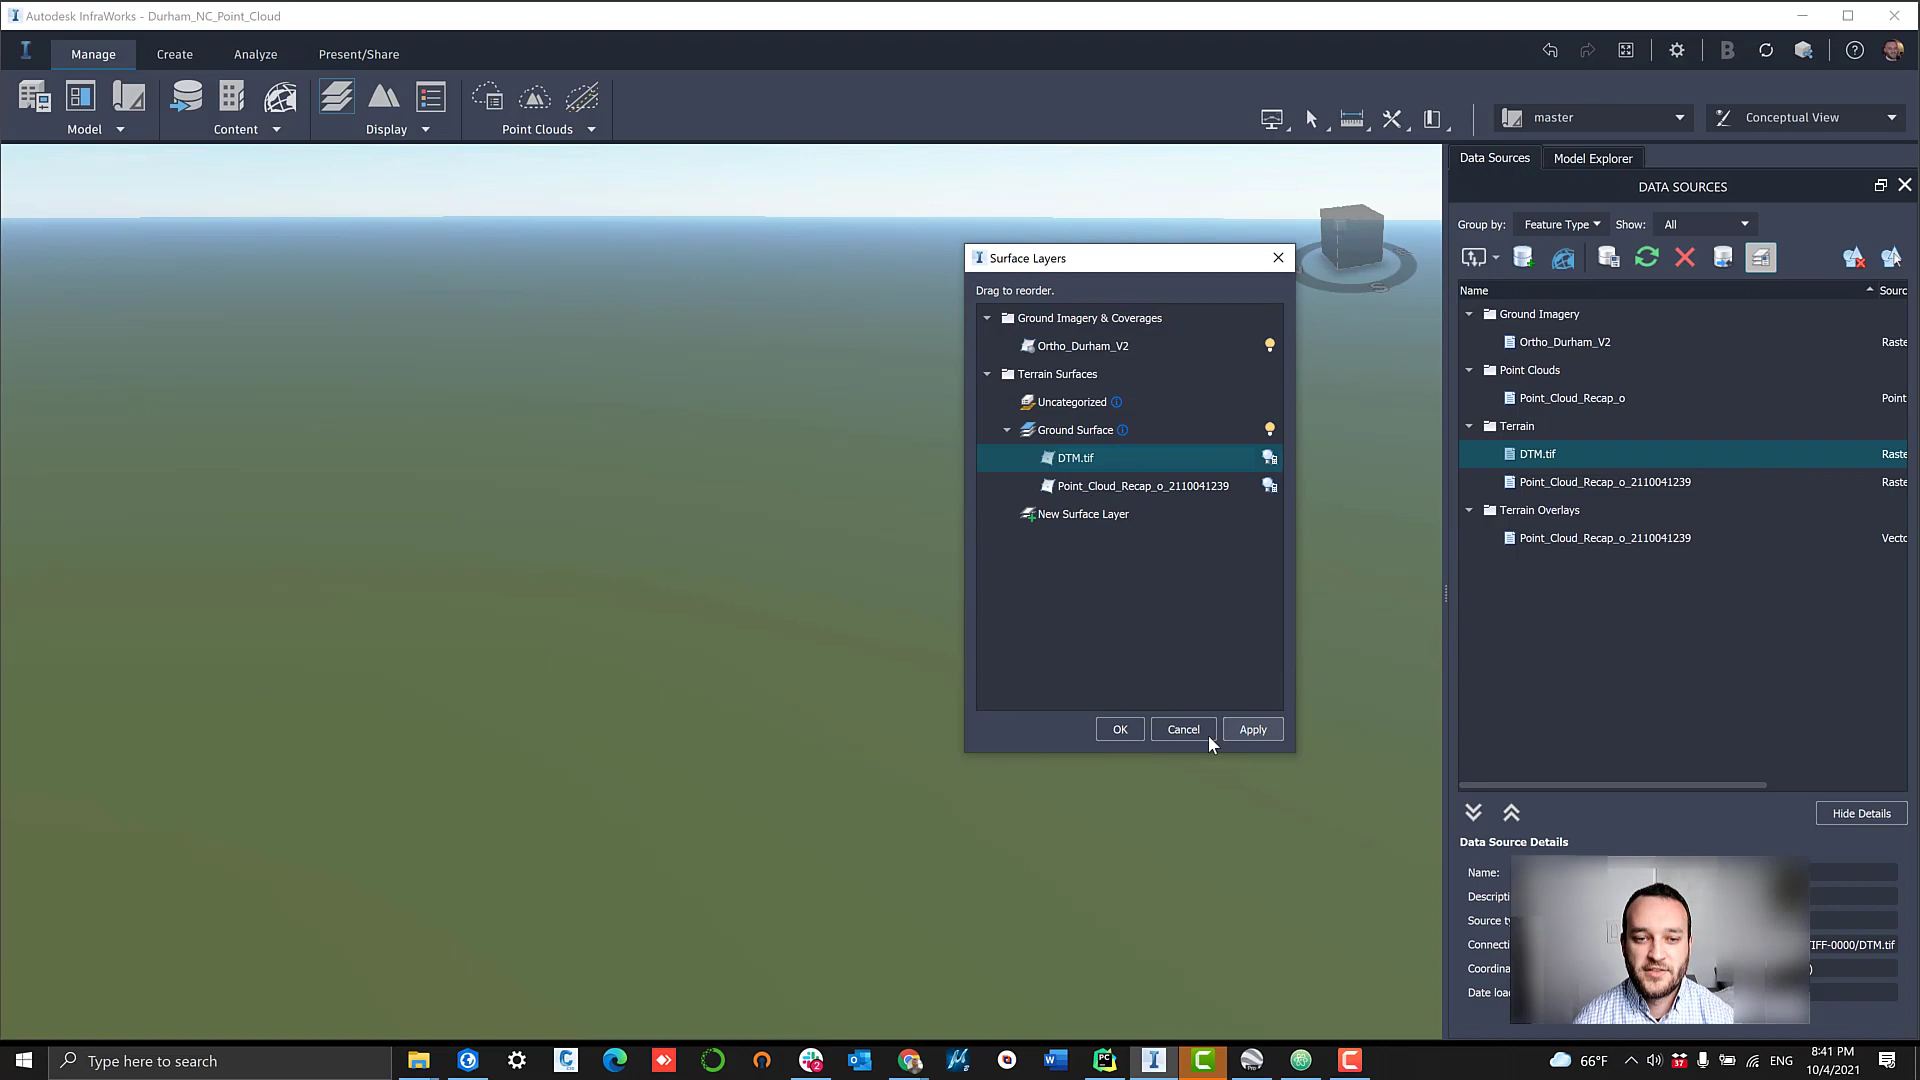 Autodesk InfraWorks - Durham_NC_Point_Cloud
Manage Create Analyze Present/Share
Model Content Display Point Clouds
master
Conceptual View
Data Sources Model Explorer
DATA SOURCES
Group by: Feature Type Show: All
Name Sourc
Ground Imagery
Ortho_Durham_V2 Raste
Point Clouds
Point_Cloud_Recap_o Point
Terrain
DTM.tif Raste
Point_Cloud_Recap_o_2110041239 Raste
Terrain Overlays
Point_Cloud_Recap_o_2110041239 Vecto
Hide Details
Data Source Details
Name:
Descripti
Source ty
Connecti IFF-0000/DTM.tif
Coordina )
Date loa
Surface Layers
Drag to reorder.
Ground Imagery & Coverages
Ortho_Durham_V2
Terrain Surfaces
Uncategorized
Ground Surface
DTM.tif
Point_Cloud_Recap_o_2110041239
New Surface Layer
OK Cancel Apply
Type here to search
66°F
37
ENG
8:41 PM
10/4/2021